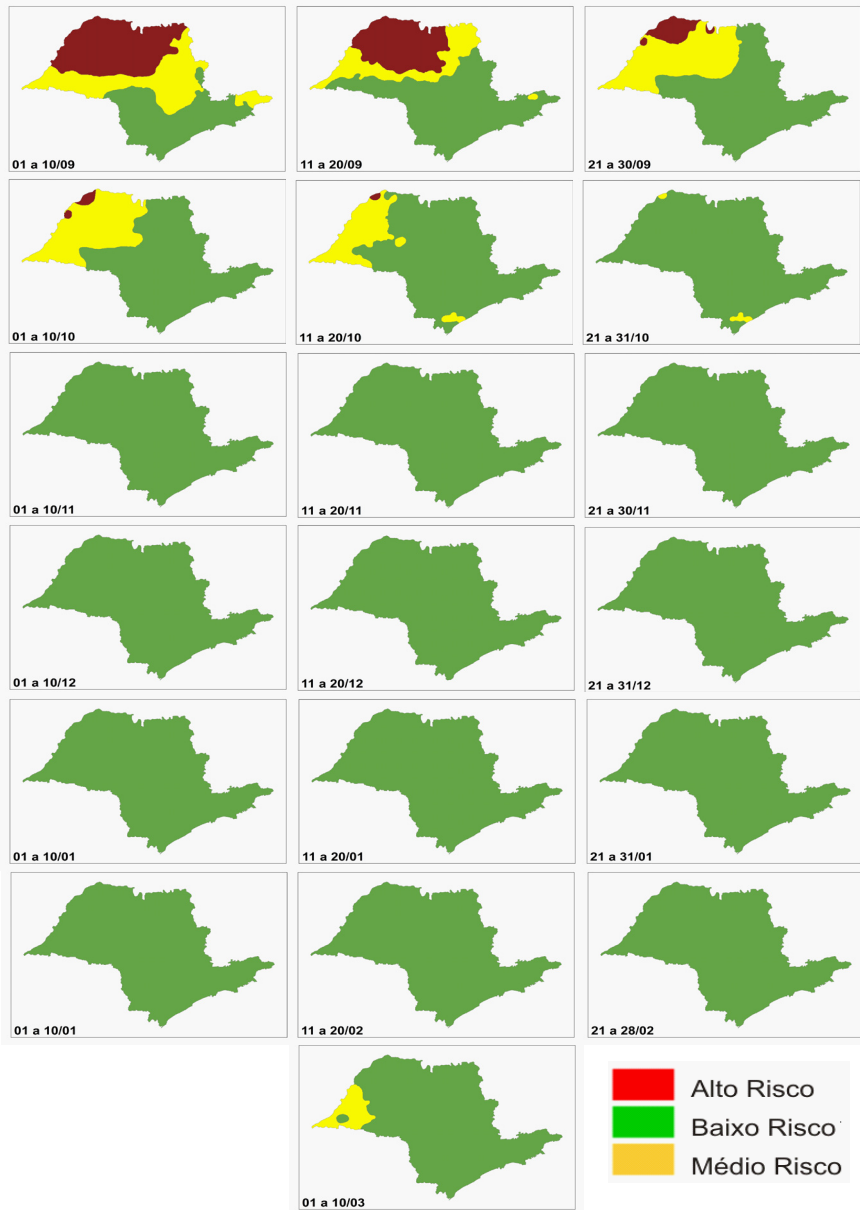 01 a 10/09
11 a 20/09
21 a 30/09
01 a 10/10
11 a 20/10
21 a 31/10
01 a 10/11
11 a 20/11
21 a 30/11
01 a 10/12
11 a 20/12
21 a 31/12
01 a 10/01
11 a 20/01
21 a 31/01
01 a 10/01
11 a 20/02
21 a 28/02
01 a 10/03
Alto Risco
Baixo Risco
Médio Risco